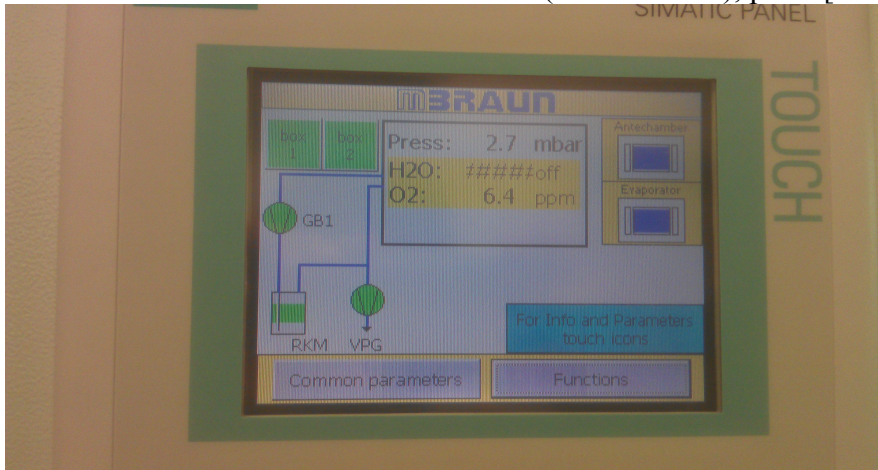 SIMATIC PANEL
TOUCH
MBRAUN
box 1
box 2
Press: 2.7 mbar
H2O: #####off
O2: 6.4 ppm
Antechamber
Evaporator
GB1
RKM
VPG
For Info and Parameters
touch icons
Common parameters
Functions